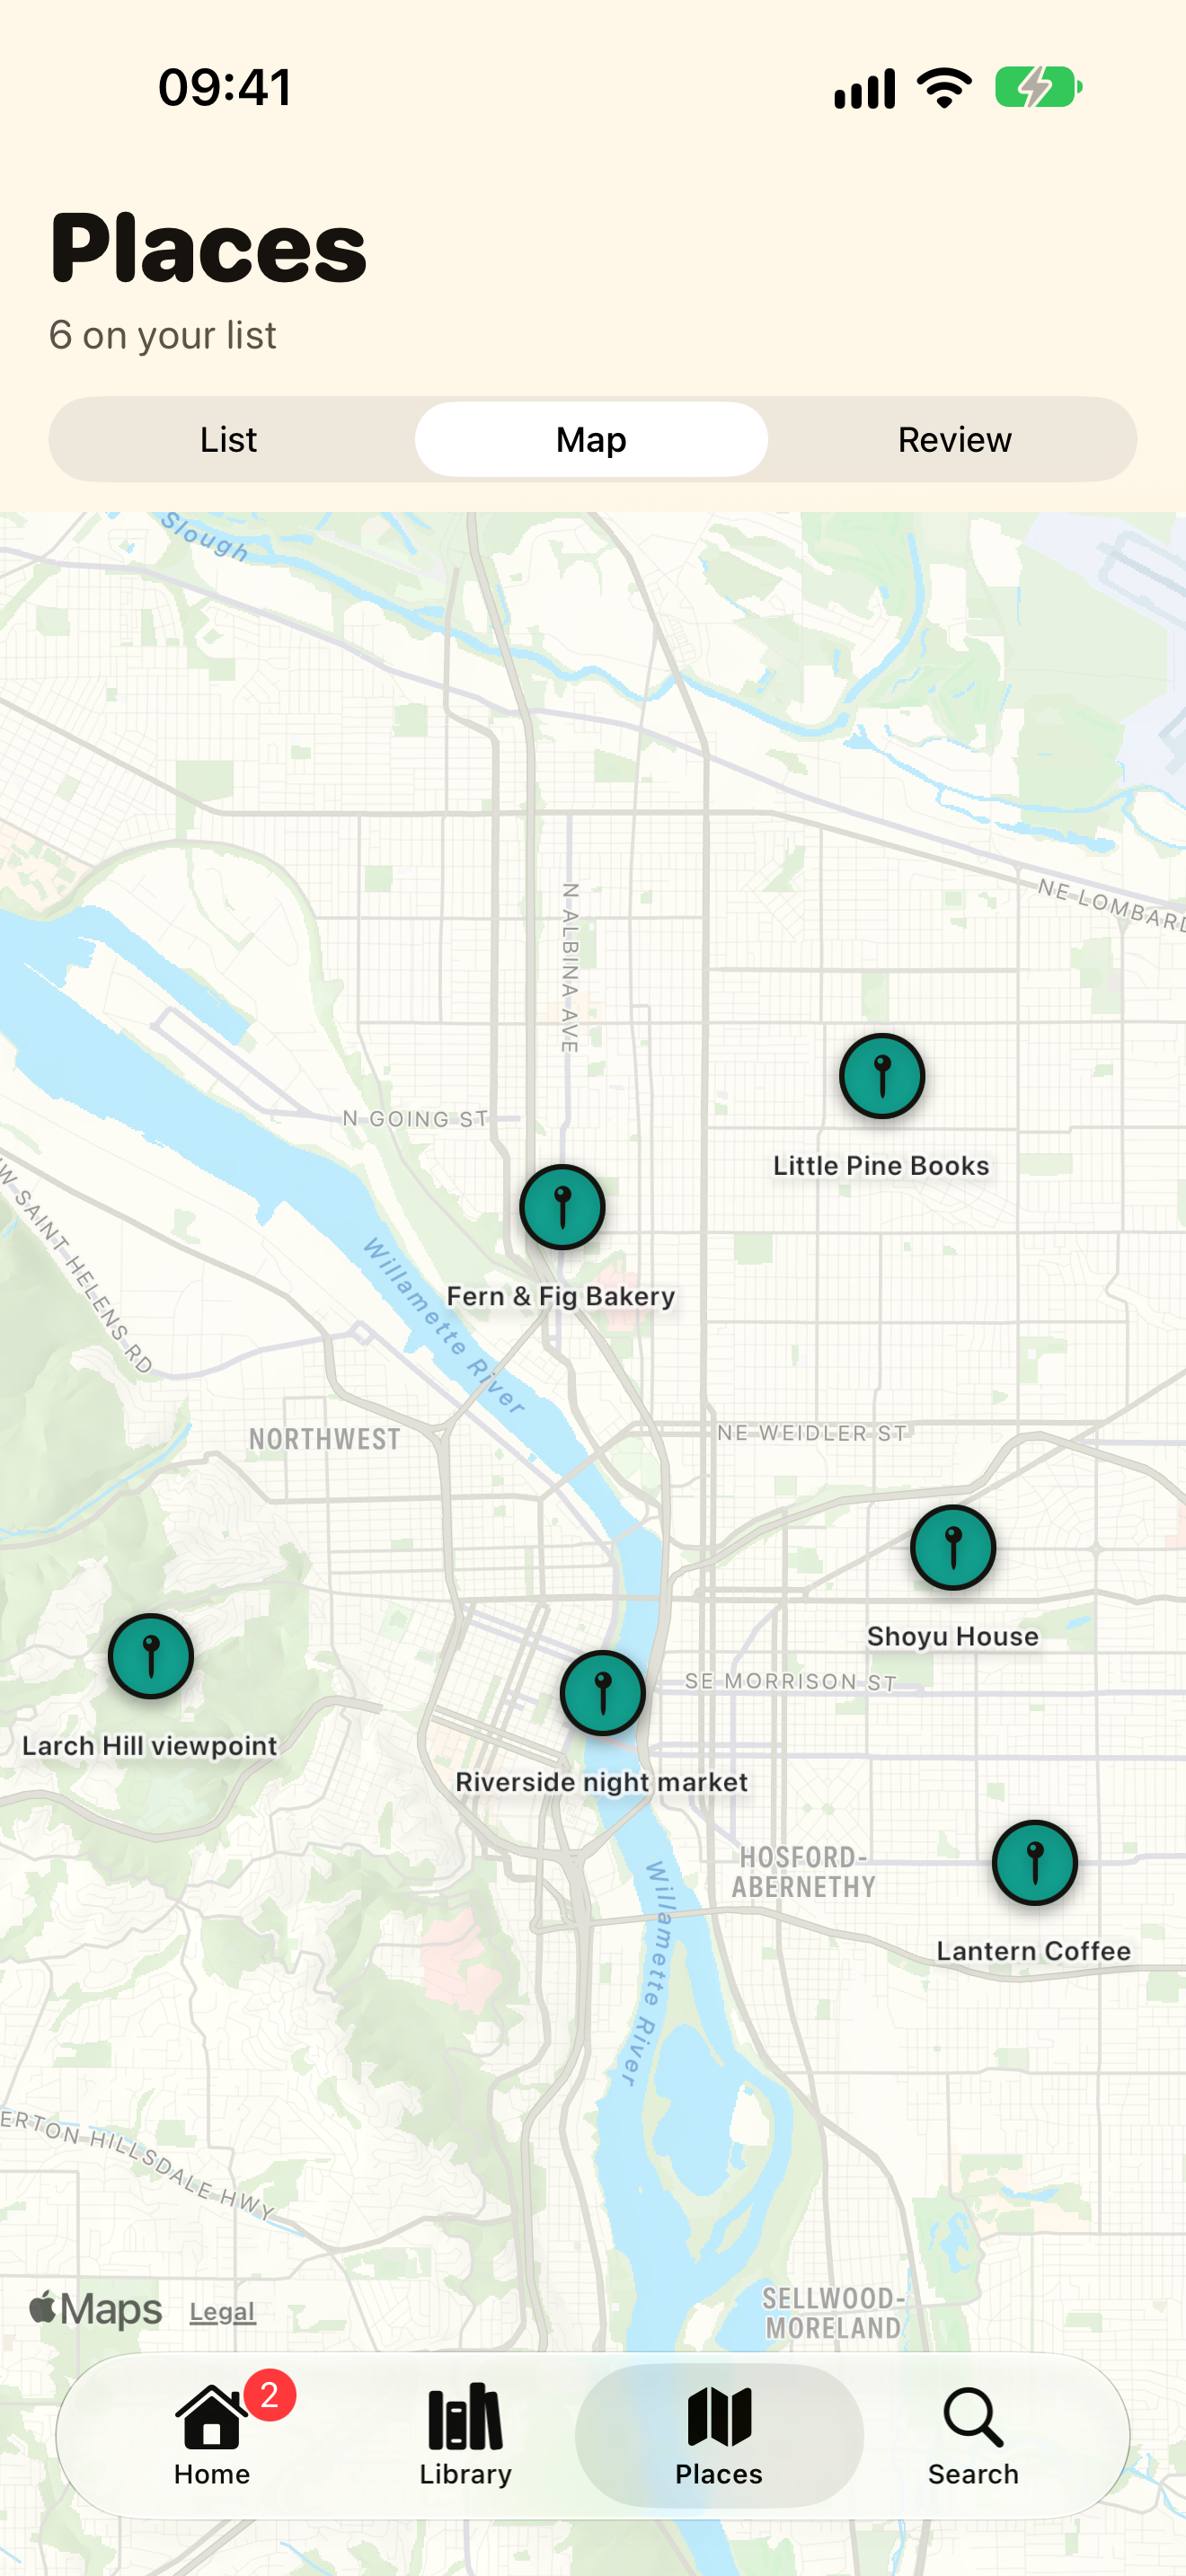 09:41
Places
6 on your list
List
Map
Review
Slough
NE LOMBARD
N ALBINA AVE
Little Pine Books
N GOING ST
W SAINT HELENS RD
Fern & Fig Bakery
Willamette River
NORTHWEST
NE WEIDLER ST
Shoyu House
Larch Hill viewpoint
SE MORRISON ST
Riverside night market
HOSFORD-
ABERNETHY
Lantern Coffee
Willamette River
ERTON HILLSDALE HWY
Maps
Legal
SELLWOOD-
MORELAND
2
Home
Library
Places
Search